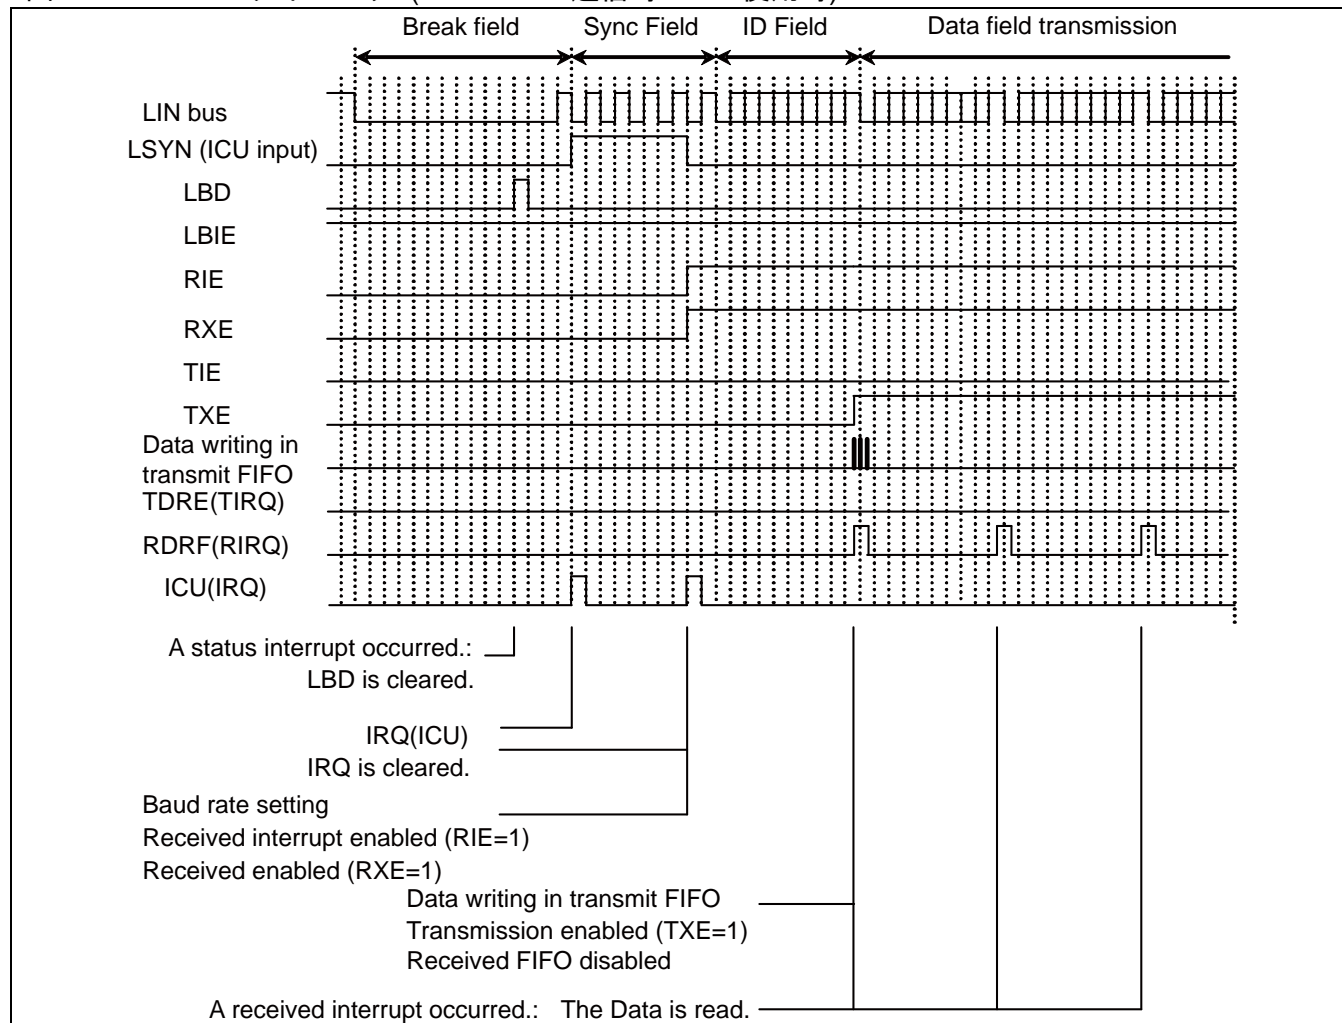 Break field Sync Field ID Field Data field transmission
LIN bus
LSYN (ICU input)
LBD
LBIE
RIE
RXE
TIE
TXE
Data writing in
transmit FIFO
TDRE(TIRQ)
RDRF(RIRQ)
ICU(IRQ)
A status interrupt occurred.:
LBD is cleared.
IRQ(ICU)
IRQ is cleared.
Baud rate setting
Received interrupt enabled (RIE=1)
Received enabled (RXE=1)
Data writing in transmit FIFO
Transmission enabled (TXE=1)
Received FIFO disabled
A received interrupt occurred.: The Data is read.